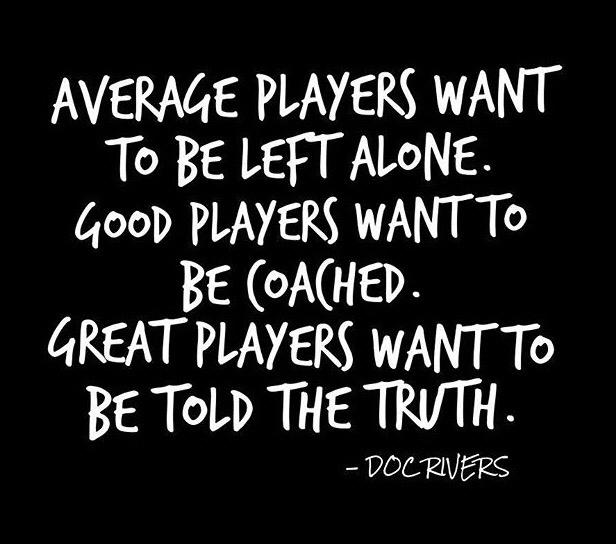 AVERAGE PLAYERS WANT
TO BE LEFT ALONE.
GOOD PLAYERS WANT TO
BE COACHED.
GREAT PLAYERS WANT TO
BE TOLD THE TRUTH.
- DOC RIVERS